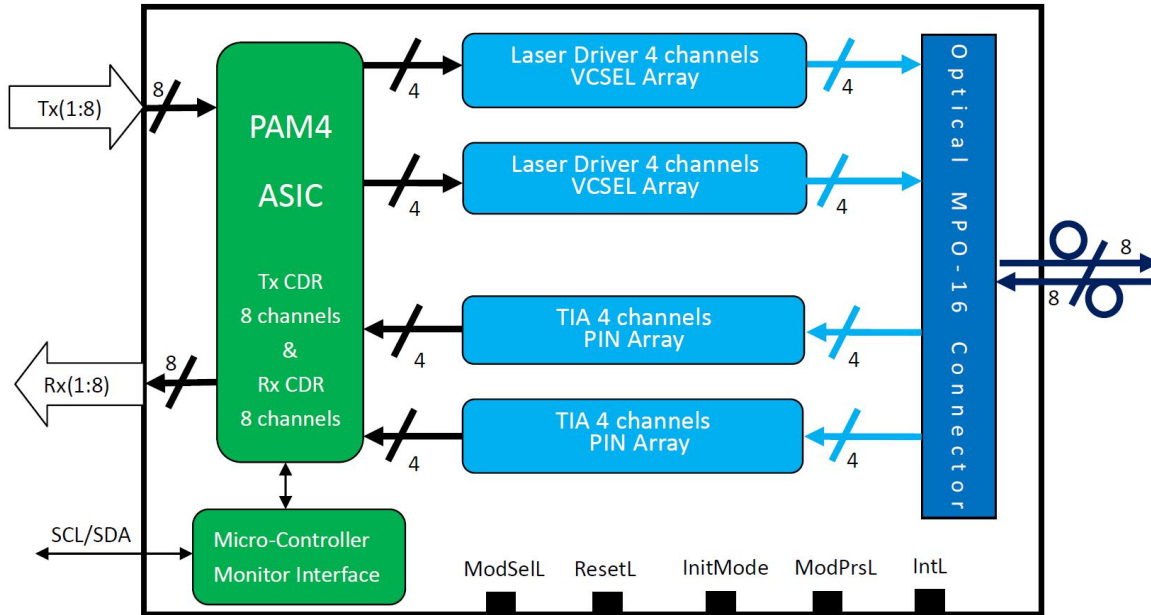 Tx(1:8)
8
PAM4
ASIC
Tx CDR
8 channels
&
Rx CDR
8 channels
Rx(1:8)
8
4
Laser Driver 4 channels
VCSEL Array
4
4
Laser Driver 4 channels
VCSEL Array
4
4
TIA 4 channels
PIN Array
4
4
TIA 4 channels
PIN Array
4
Optical MPO-16 Connector
8
8
SCL/SDA
Micro-Controller
Monitor Interface
ModSelL
ResetL
InitMode
ModPrsL
IntL